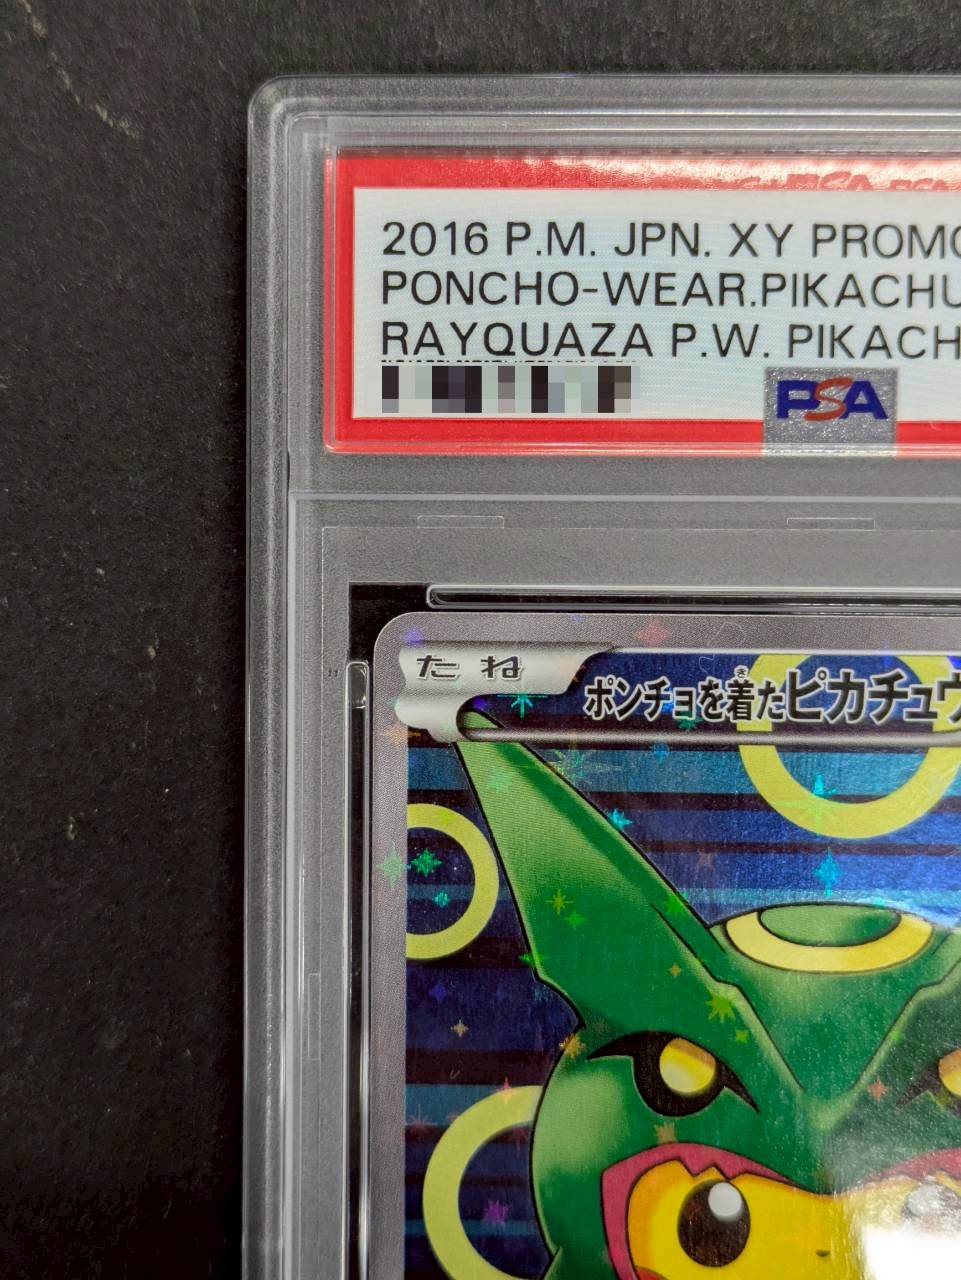 2016 P.M. JPN. XY PROMO
PONCHO-WEAR.PIKACHU
RAYQUAZA P.W. PIKACH
PSA
たね
ポンチョを着たピカチュウ